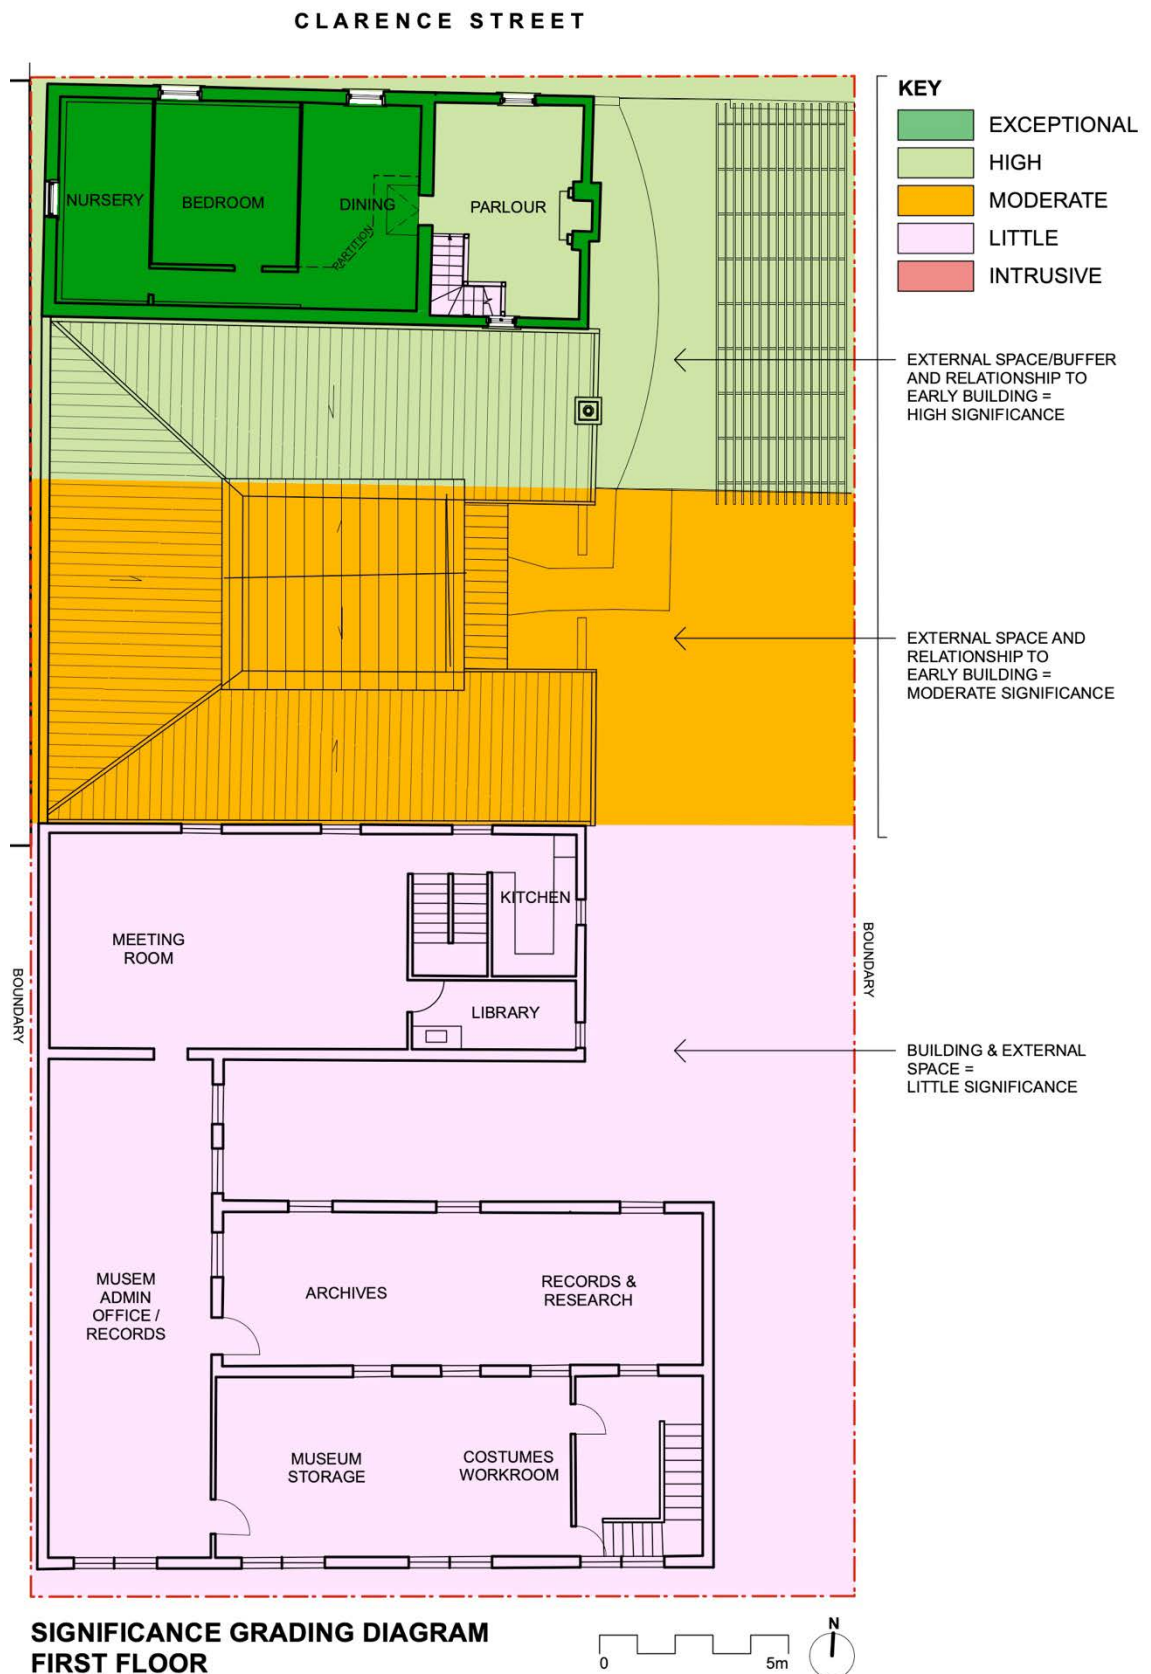 CLARENCE STREET
KEY
EXCEPTIONAL
HIGH
MODERATE
LITTLE
INTRUSIVE
NURSERY
BEDROOM
DINING
PARTITION
PARLOUR
EXTERNAL SPACE/BUFFER
AND RELATIONSHIP TO
EARLY BUILDING =
HIGH SIGNIFICANCE
EXTERNAL SPACE AND
RELATIONSHIP TO
EARLY BUILDING =
MODERATE SIGNIFICANCE
MEETING
ROOM
KITCHEN
LIBRARY
BOUNDARY
BOUNDARY
BUILDING & EXTERNAL
SPACE =
LITTLE SIGNIFICANCE
MUSEM
ADMIN
OFFICE /
RECORDS
ARCHIVES
RECORDS &
RESEARCH
MUSEUM
STORAGE
COSTUMES
WORKROOM
SIGNIFICANCE GRADING DIAGRAM
FIRST FLOOR
0
5m
N